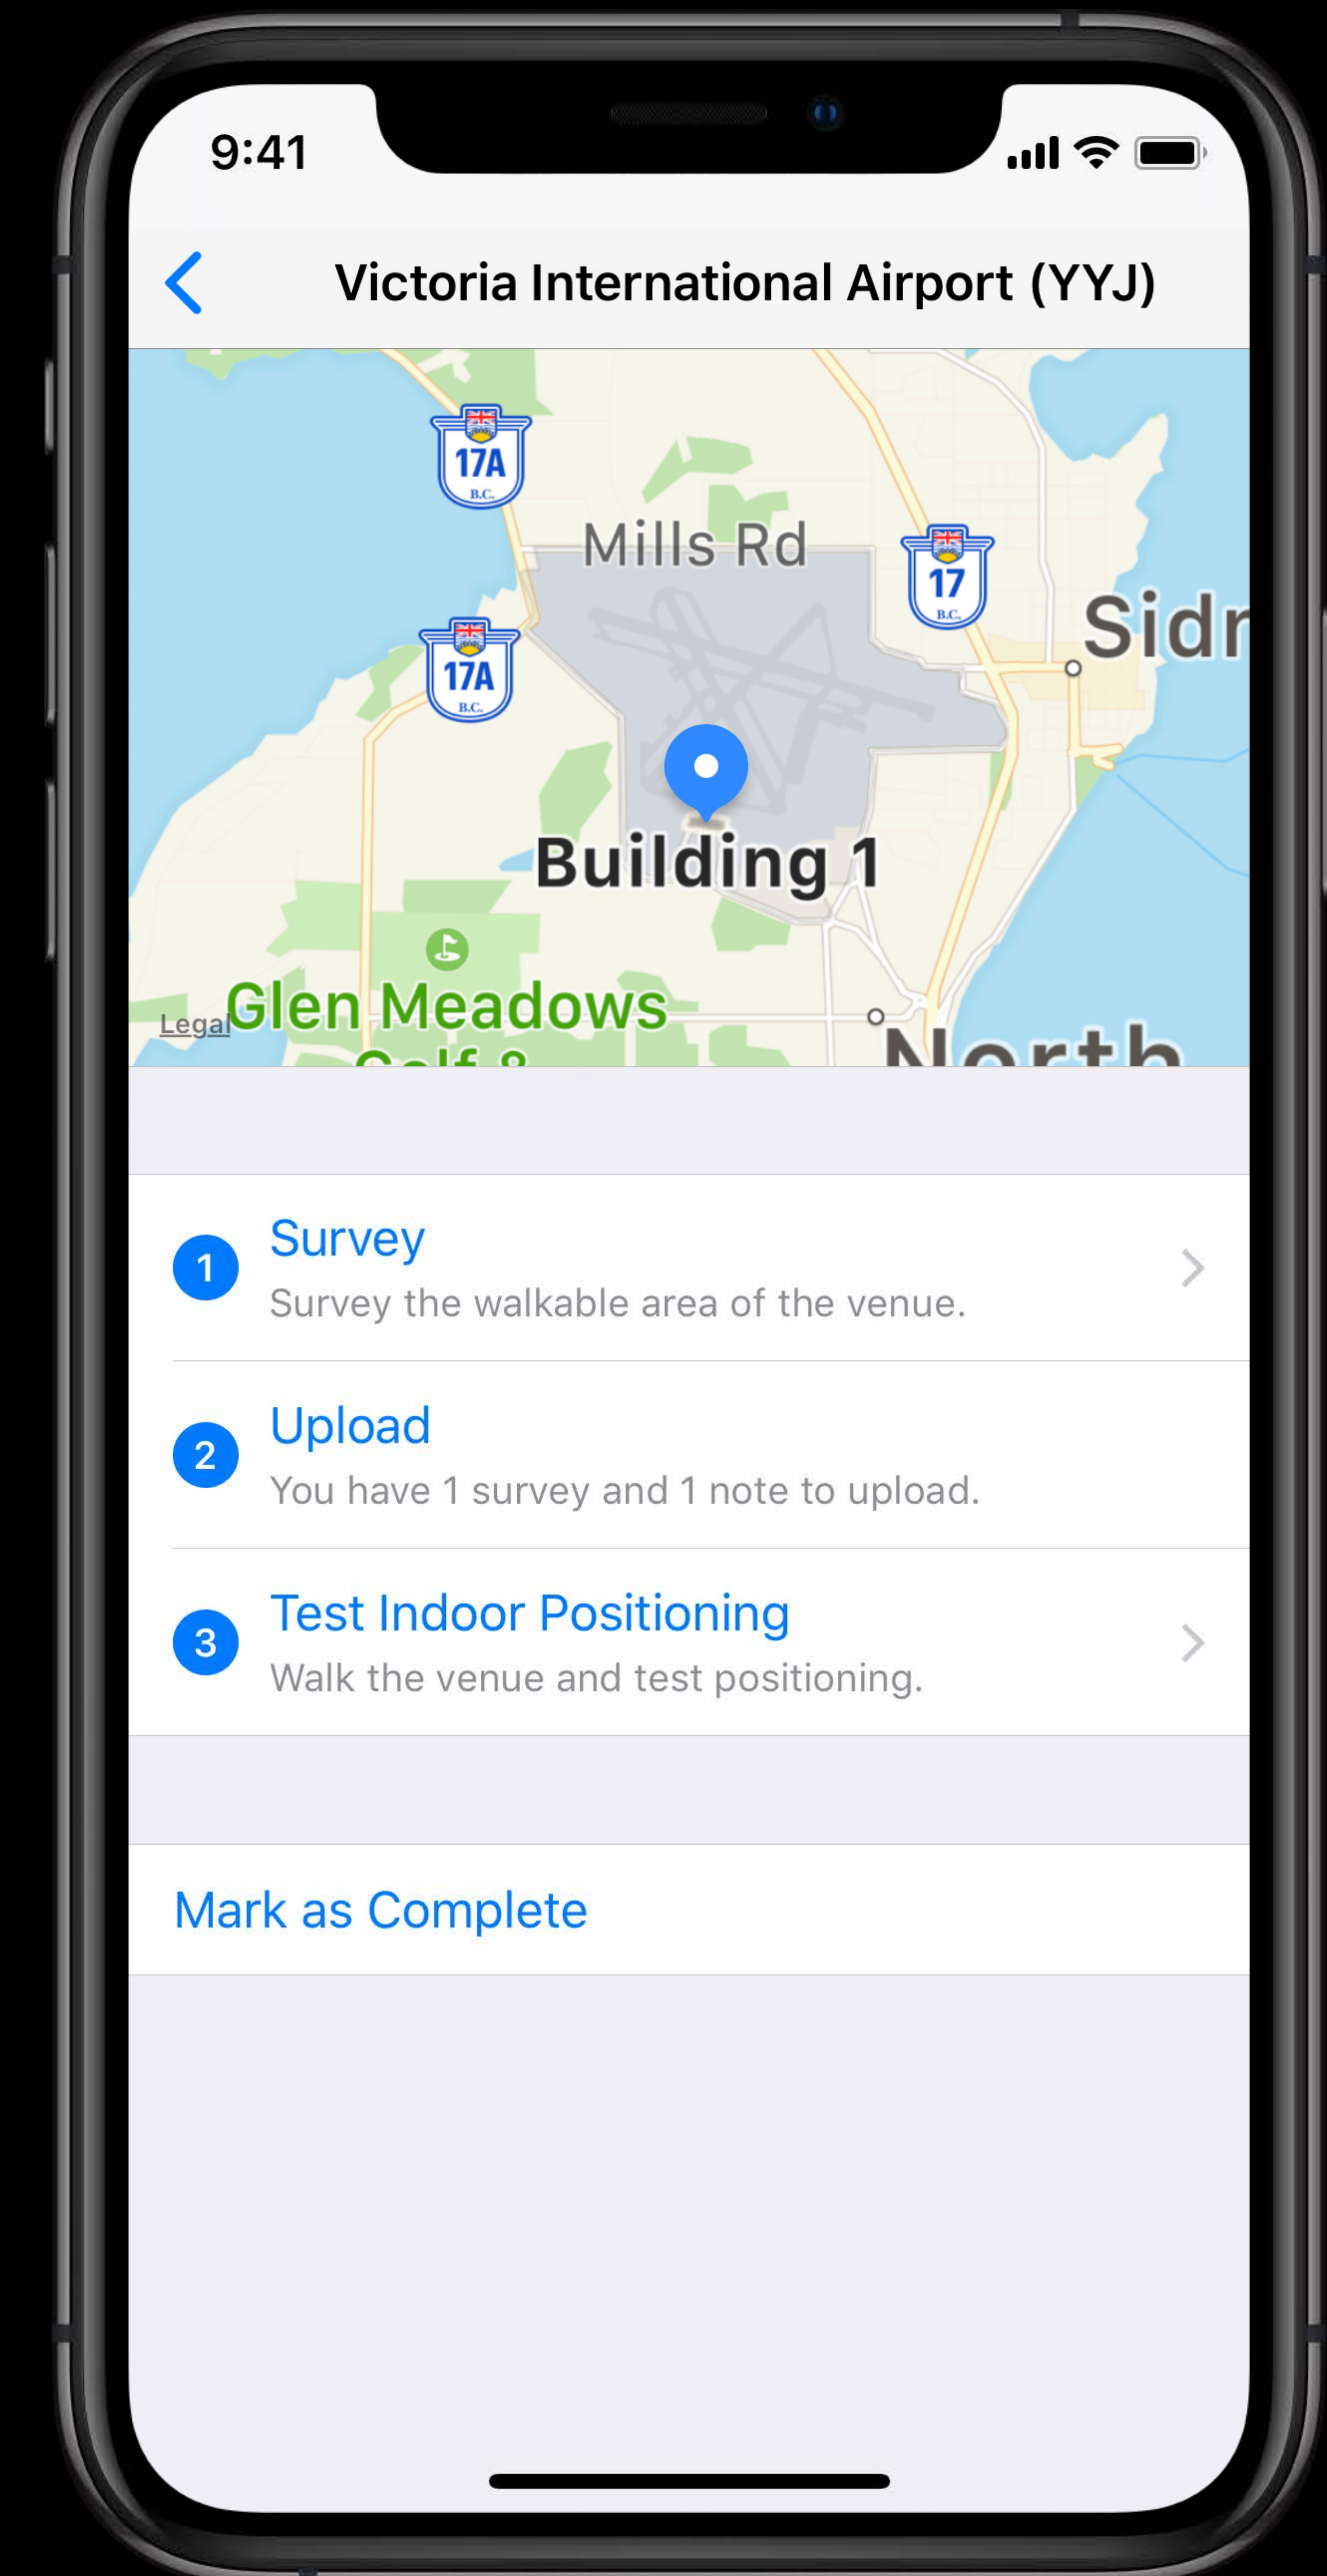 9:41
Victoria International Airport (YYJ)
17A
B.C.
Mills Rd
17
B.C.
Sidr
17A
B.C.
Building 1
Glen Meadows
Legal
Golf &
North
1
Survey
Survey the walkable area of the venue.
2
Upload
You have 1 survey and 1 note to upload.
3
Test Indoor Positioning
Walk the venue and test positioning.
Mark as Complete